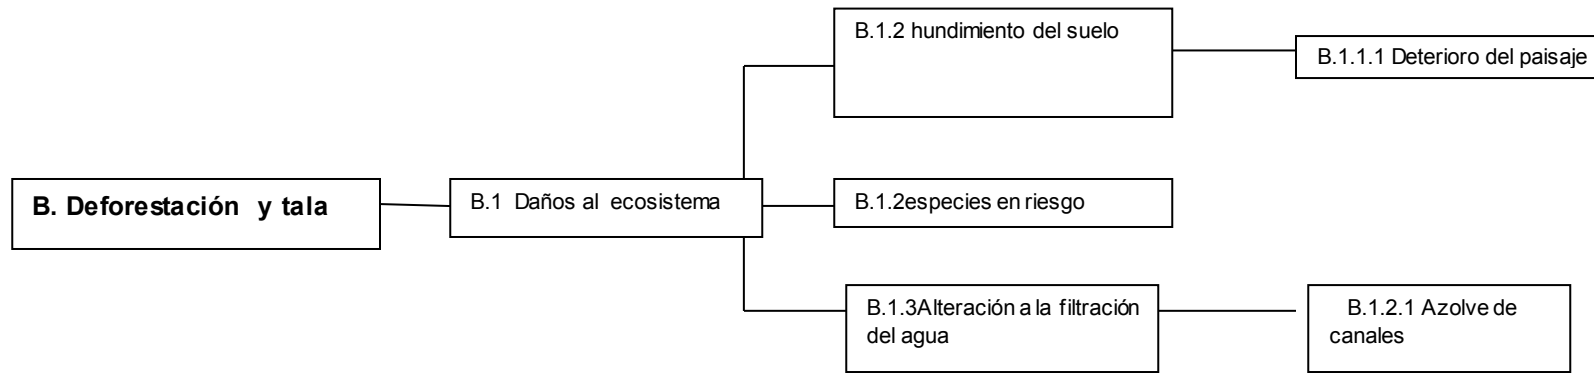 B.1.2 hundimiento del suelo
B.1.1.1 Deterioro del paisaje
B. Deforestación y tala
B.1 Daños al ecosistema
B.1.2especies en riesgo
B.1.3Alteración a la filtración
del agua
B.1.2.1 Azolve de
canales